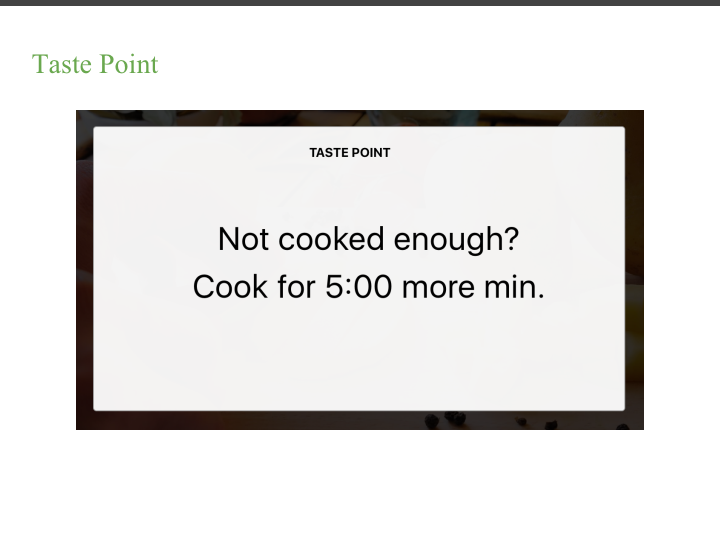 Taste Point
TASTE POINT
Not cooked enough?
Cook for 5:00 more min.